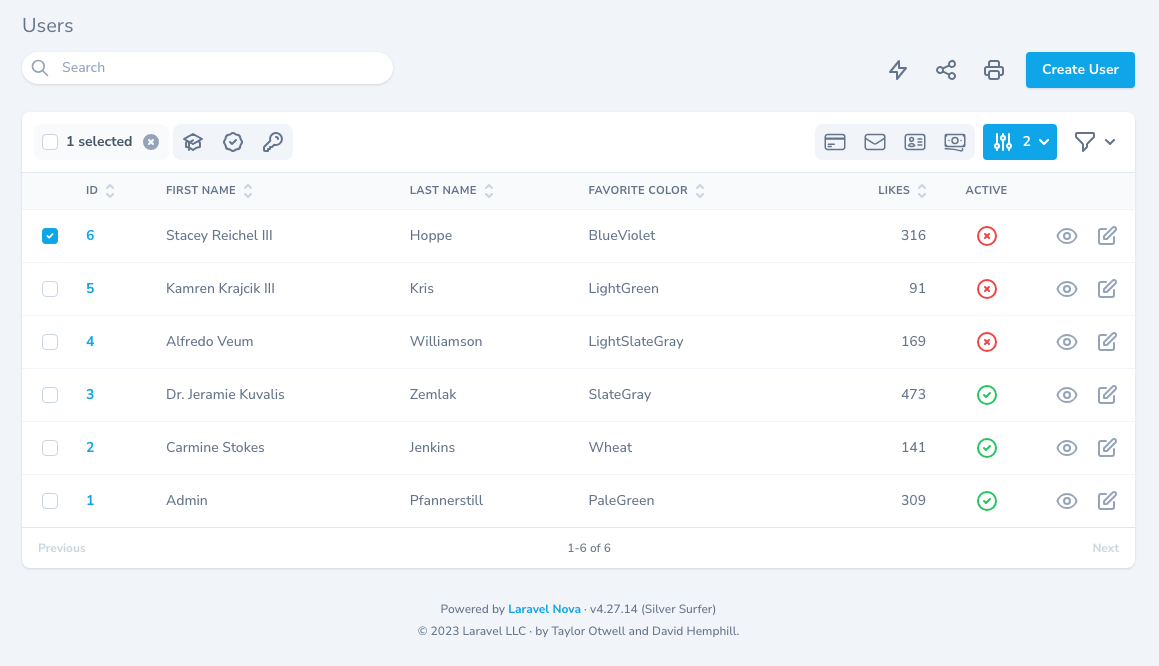 Users
Search
Create User
1 selected
2
ID FIRST NAME LAST NAME FAVORITE COLOR LIKES ACTIVE
6 Stacey Reichel III Hoppe BlueViolet 316
5 Kamren Krajcik III Kris LightGreen 91
4 Alfredo Veum Williamson LightSlateGray 169
3 Dr. Jeramie Kuvalis Zemlak SlateGray 473
2 Carmine Stokes Jenkins Wheat 141
1 Admin Pfannerstill PaleGreen 309
Previous 1-6 of 6 Next
Powered by Laravel Nova · v4.27.14 (Silver Surfer)
© 2023 Laravel LLC · by Taylor Otwell and David Hemphill.